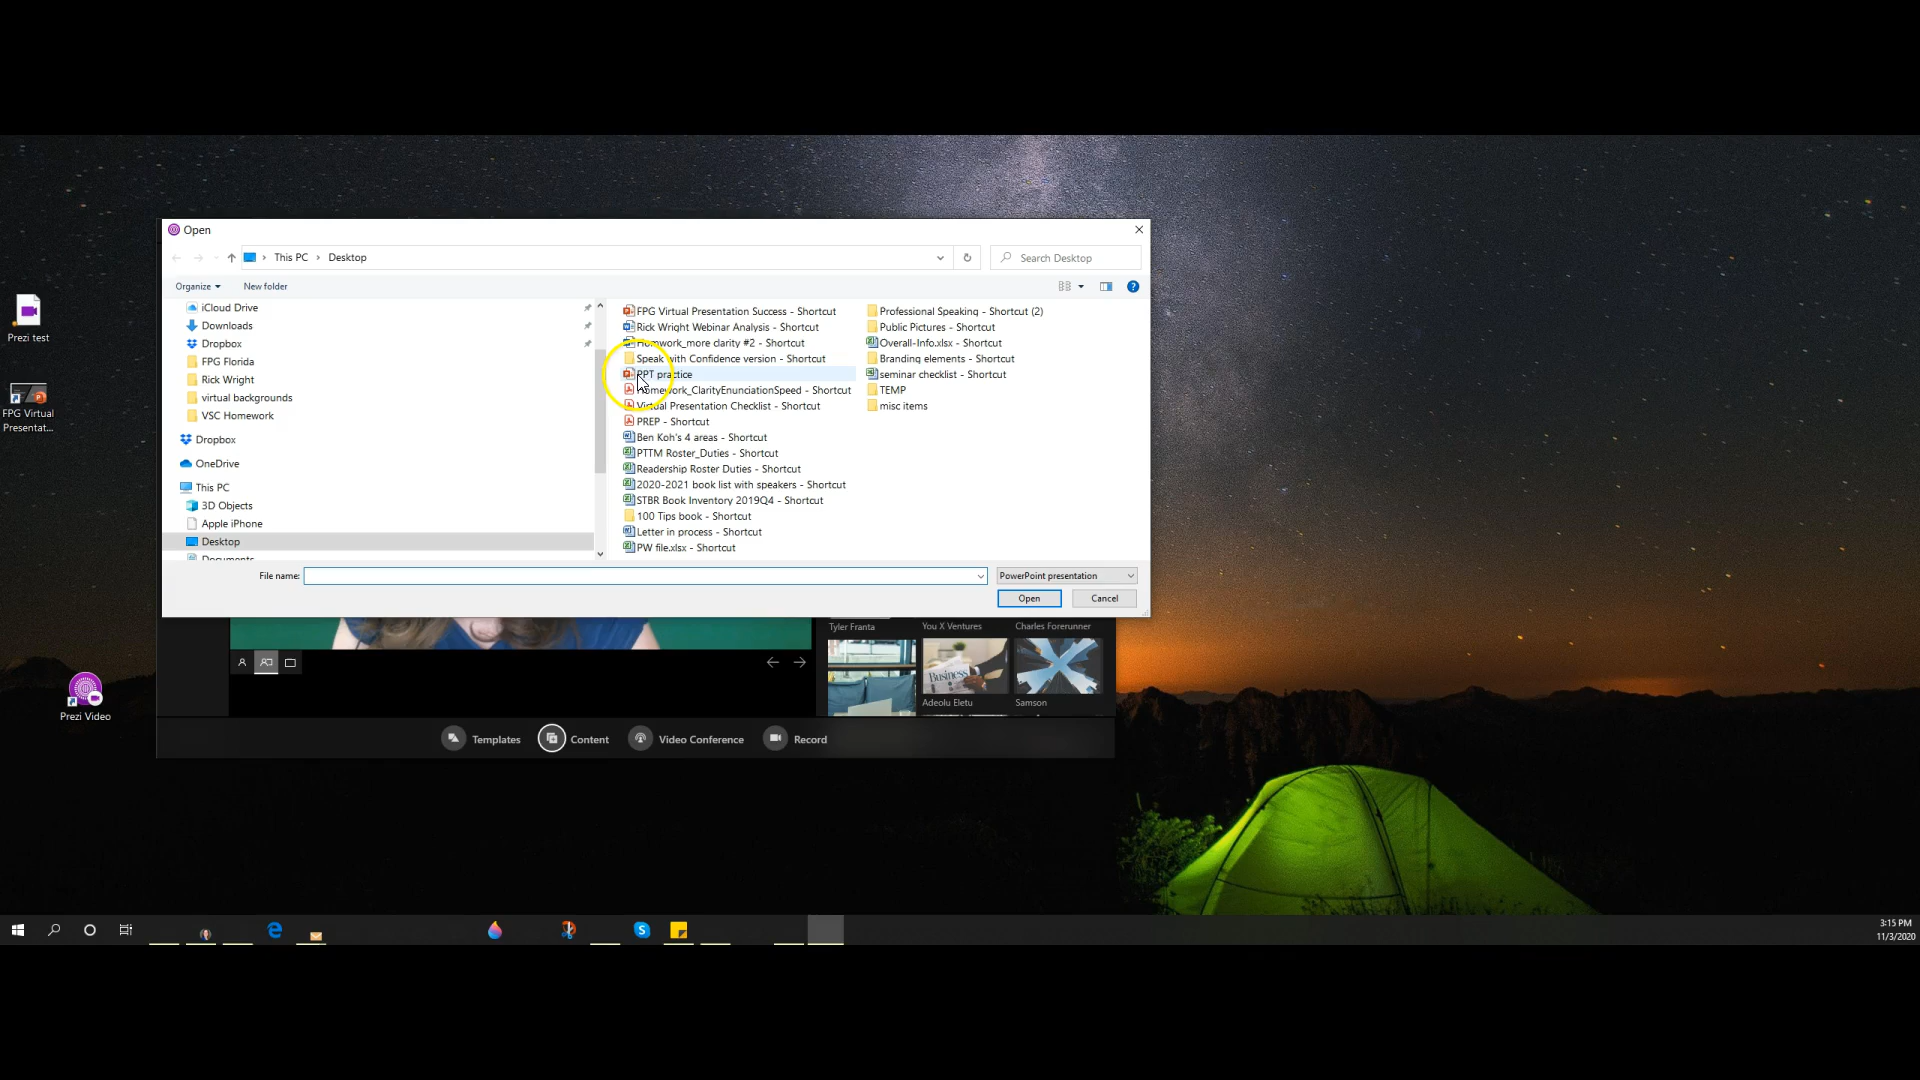 Open
This PC > Desktop
Search Desktop
Organize
New folder
iCloud Drive
Downloads
Dropbox
FPG Florida
Rick Wright
virtual backgrounds
VSC Homework
Dropbox
OneDrive
This PC
3D Objects
Apple iPhone
Desktop
Documents
FPG Virtual Presentation Success - Shortcut
Rick Wright Webinar Analysis - Shortcut
Homwork_more clarity #2 - Shortcut
Speak with Confidence version - Shortcut
PPT practice
Homework_ClarityEnunciationSpeed - Shortcut
Virtual Presentation Checklist - Shortcut
PREP - Shortcut
Ben Koh's 4 areas - Shortcut
PTTM Roster_Duties - Shortcut
Readership Roster Duties - Shortcut
2020-2021 book list with speakers - Shortcut
STBR Book Inventory 2019Q4 - Shortcut
100 Tips book - Shortcut
Letter in process - Shortcut
PW file.xlsx - Shortcut
Professional Speaking - Shortcut (2)
Public Pictures - Shortcut
Overall-Info.xlsx - Shortcut
Branding elements - Shortcut
seminar checklist - Shortcut
TEMP
misc items
File name:
PowerPoint presentation
Open
Cancel
Prezi test
FPG Virtual
Presentat...
Prezi Video
Tyler Franta
You X Ventures
Charles Forerunner
Business
Adeolu Eletu
Samson
Templates
Content
Video Conference
Record
3:15 PM
11/3/2020